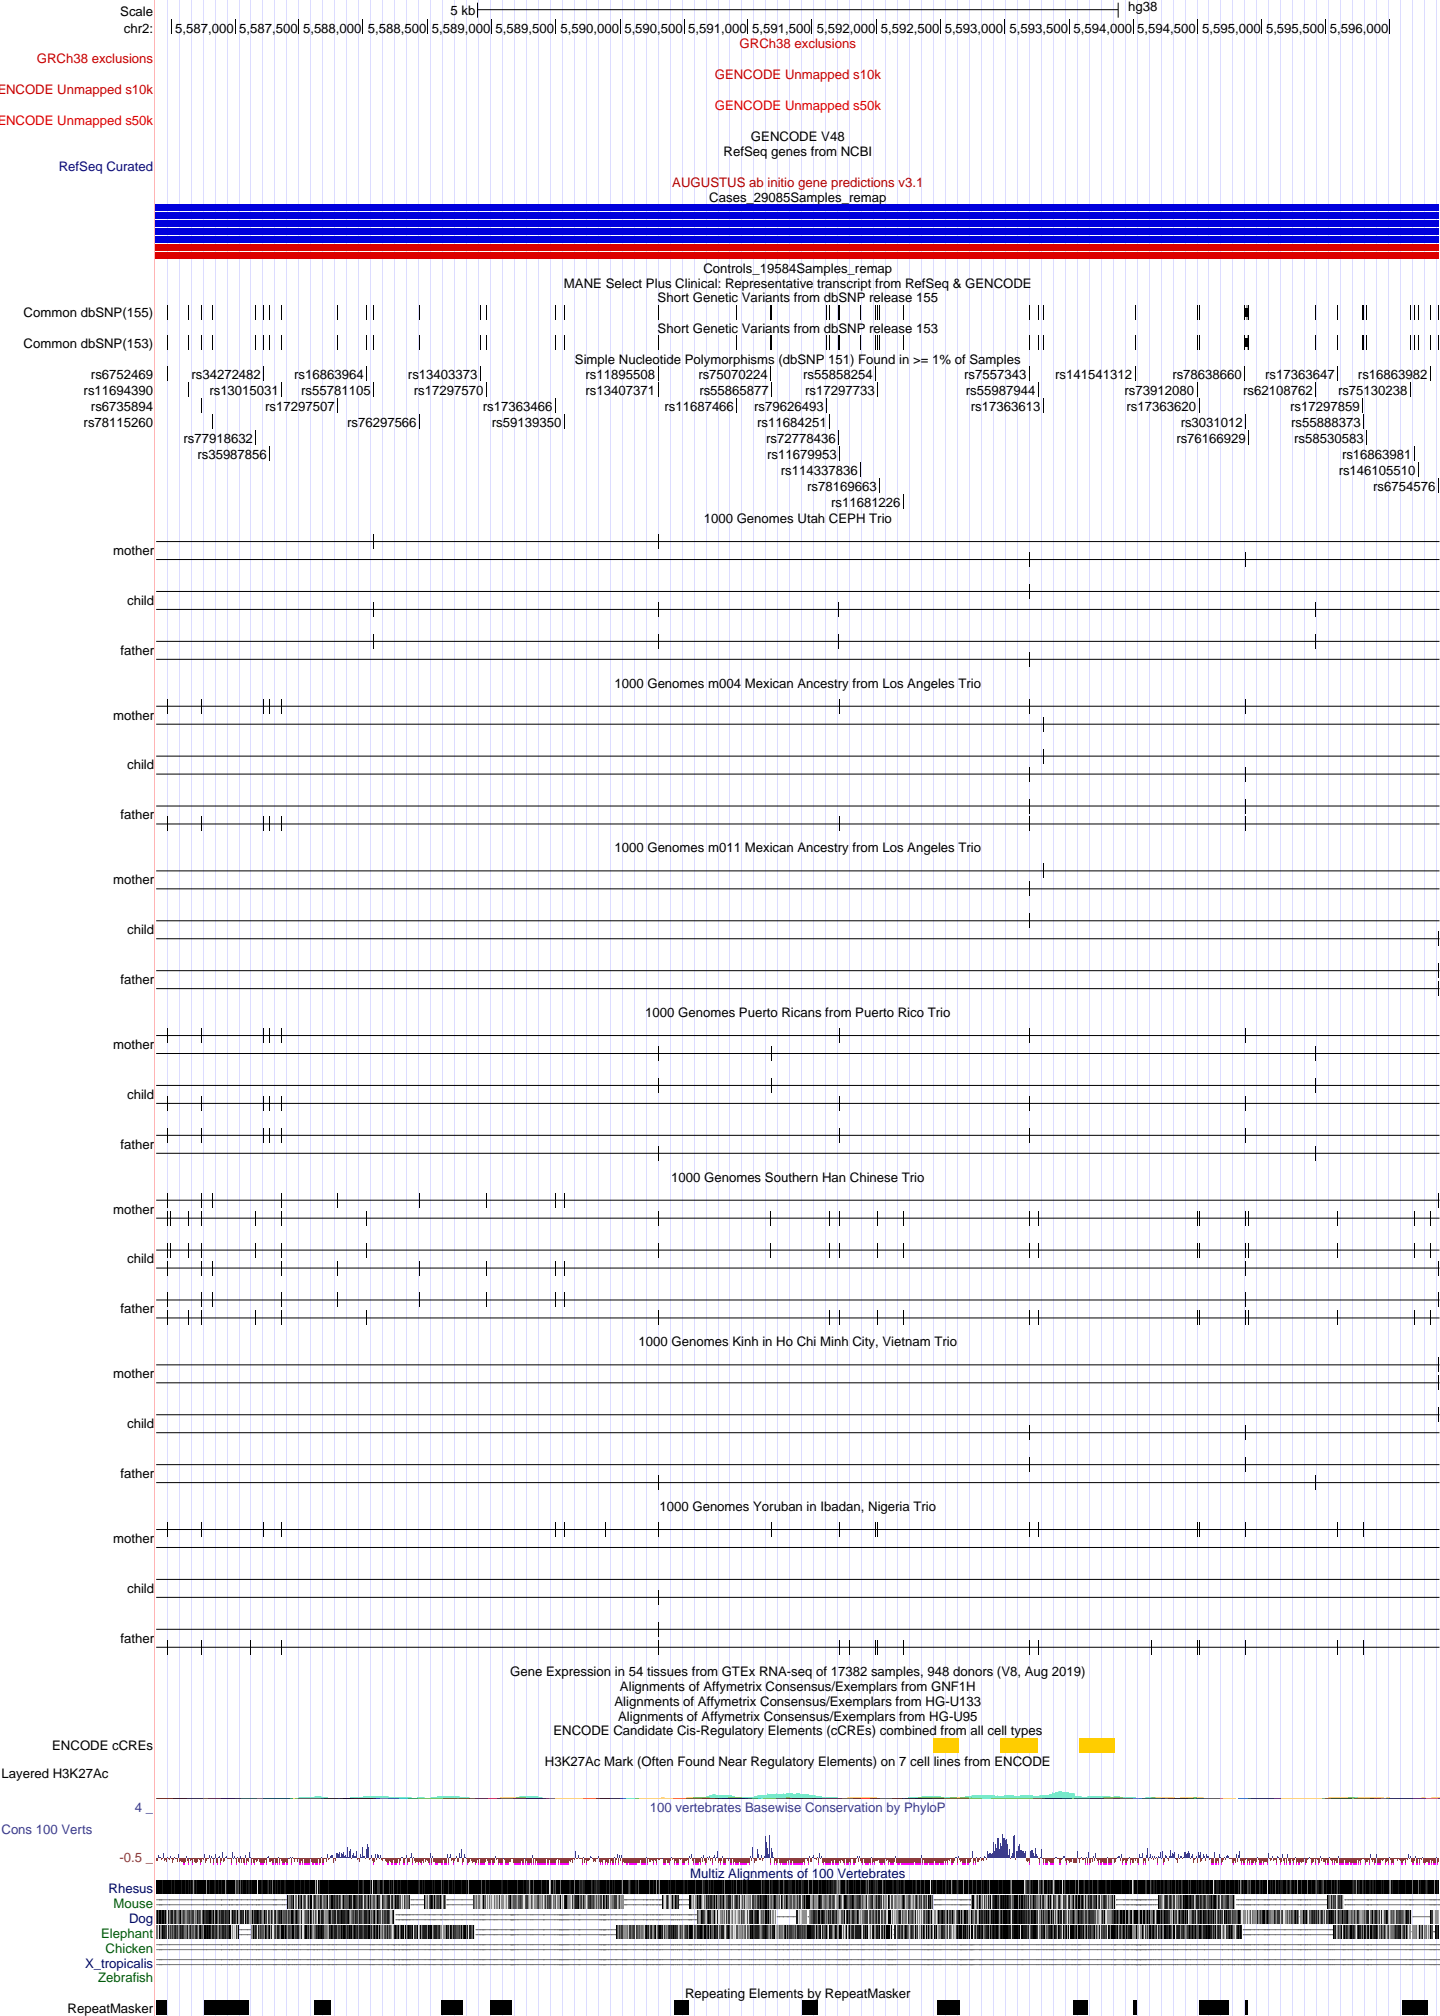 Scale 5 kb hg38
chr2: 5,587,000 5,587,500 5,588,000 5,588,500 5,589,000 5,589,500 5,590,000 5,590,500 5,591,000 5,591,500 5,592,000 5,592,500 5,593,000 5,593,500 5,594,000 5,594,500 5,595,000 5,595,500 5,596,000
GRCh38 exclusions
GRCh38 exclusions
GENCODE Unmapped s10k
ENCODE Unmapped s10k
GENCODE Unmapped s50k
ENCODE Unmapped s50k
GENCODE V48
RefSeq genes from NCBI
RefSeq Curated
AUGUSTUS ab initio gene predictions v3.1
Cases_29085Samples_remap
Controls_19584Samples_remap
MANE Select Plus Clinical: Representative transcript from RefSeq & GENCODE
Short Genetic Variants from dbSNP release 155
Common dbSNP(155)
Short Genetic Variants from dbSNP release 153
Common dbSNP(153)
Simple Nucleotide Polymorphisms (dbSNP 151) Found in >= 1% of Samples
rs6752469 rs34272482 rs16863964 rs13403373 rs11895508 rs75070224 rs55858254 rs7557343 rs141541312 rs78638660 rs17363647 rs16863982
rs11694390 rs13015031 rs55781105 rs17297570 rs13407371 rs55865877 rs17297733 rs55987944 rs73912080 rs62108762 rs75130238
rs6735894 rs17297507 rs17363466 rs11687466 rs79626493 rs17363613 rs17363620 rs17297859
rs78115260 rs76297566 rs59139350 rs11684251 rs3031012 rs55888373
rs77918632 rs72778436 rs76166929 rs58530583
rs35987856 rs11679953 rs16863981
rs114337836 rs146105510
rs78169663 rs6754576
rs11681226
1000 Genomes Utah CEPH Trio
mother
child
father
1000 Genomes m004 Mexican Ancestry from Los Angeles Trio
mother
child
father
1000 Genomes m011 Mexican Ancestry from Los Angeles Trio
mother
child
father
1000 Genomes Puerto Ricans from Puerto Rico Trio
mother
child
father
1000 Genomes Southern Han Chinese Trio
mother
child
father
1000 Genomes Kinh in Ho Chi Minh City, Vietnam Trio
mother
child
father
1000 Genomes Yoruban in Ibadan, Nigeria Trio
mother
child
father
Gene Expression in 54 tissues from GTEx RNA-seq of 17382 samples, 948 donors (V8, Aug 2019)
Alignments of Affymetrix Consensus/Exemplars from GNF1H
Alignments of Affymetrix Consensus/Exemplars from HG-U133
Alignments of Affymetrix Consensus/Exemplars from HG-U95
ENCODE Candidate Cis-Regulatory Elements (cCREs) combined from all cell types
ENCODE cCREs
H3K27Ac Mark (Often Found Near Regulatory Elements) on 7 cell lines from ENCODE
Layered H3K27Ac
4 _
100 vertebrates Basewise Conservation by PhyloP
Cons 100 Verts
-0.5 _
Multiz Alignments of 100 Vertebrates
Rhesus
Mouse
Dog
Elephant
Chicken
X_tropicalis
Zebrafish
Repeating Elements by RepeatMasker
RepeatMasker